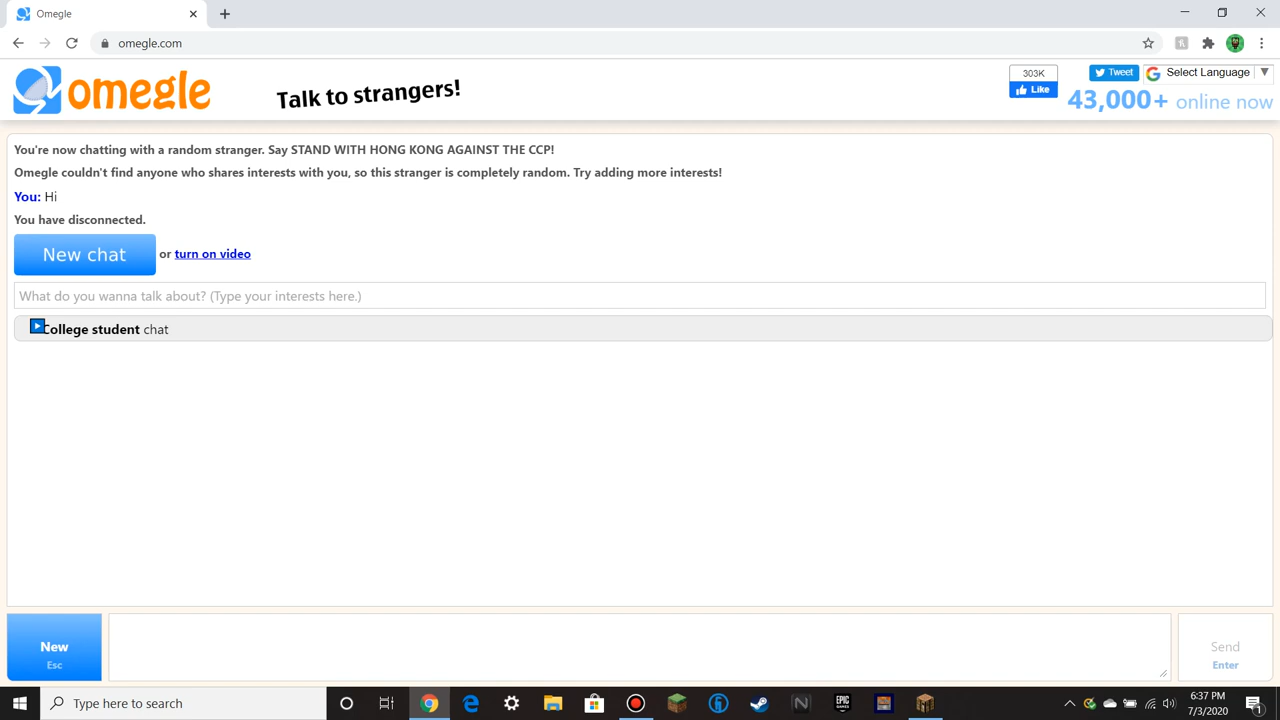 Omegle
omegle.com
omegle
Talk to strangers!
303K
Like
Tweet
Select Language
43,000+ online now
You're now chatting with a random stranger. Say STAND WITH HONG KONG AGAINST THE CCP!
Omegle couldn't find anyone who shares interests with you, so this stranger is completely random. Try adding more interests!
You: Hi
You have disconnected.
New chat or turn on video
What do you wanna talk about? (Type your interests here.)
College student chat
New
Esc
Send
Enter
Type here to search
EPIC GAMES
6:37 PM
7/3/2020
1